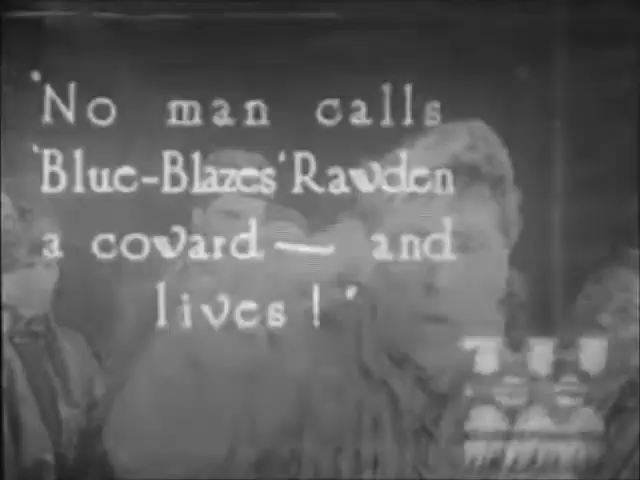 "No man calls
'Blue-Blazes' Rawden
a coward — and
lives!"